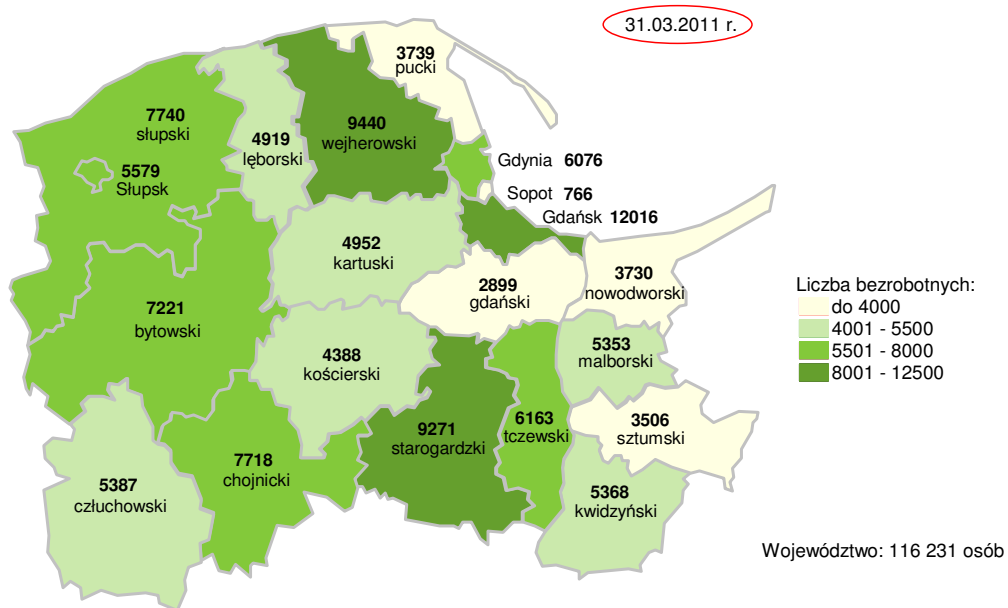 31.03.2011 r.
3739
pucki
7740
słupski
4919
lęborski
9440
wejherowski
5579
Słupsk
Gdynia 6076
Sopot 766
Gdańsk 12016
4952
kartuski
2899
gdański
3730
nowodworski
7221
bytowski
4388
kościerski
5353
malborski
9271
starogardzki
6163
tczewski
3506
sztumski
7718
chojnicki
5387
człuchowski
5368
kwidzyński
Liczba bezrobotnych:
do 4000
4001 - 5500
5501 - 8000
8001 - 12500
Województwo: 116 231 osób